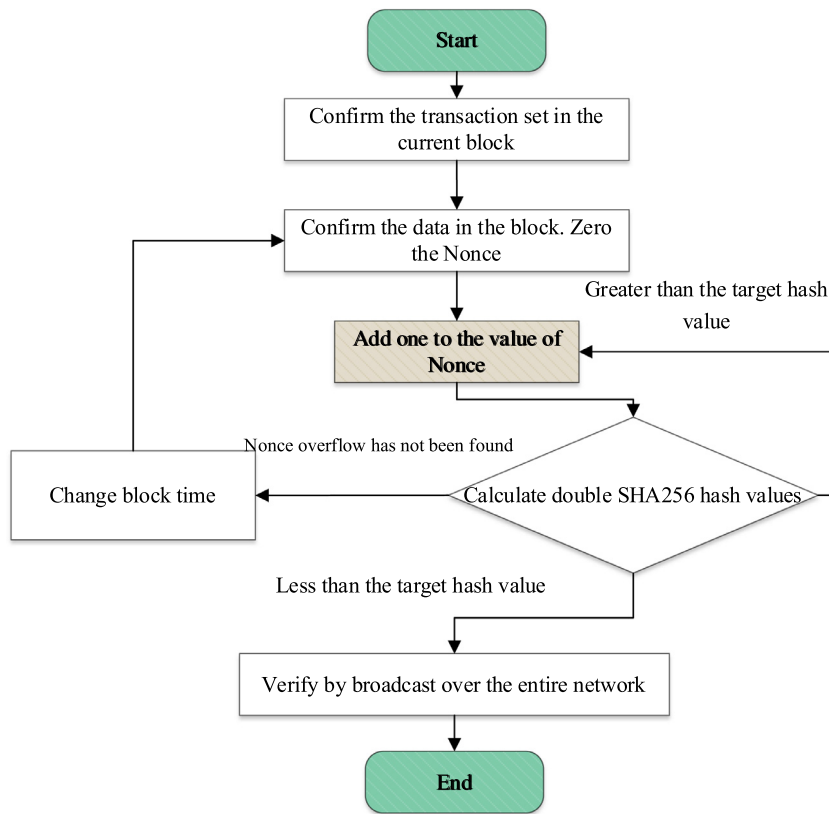 Start
Confirm the transaction set in the
current block
Confirm the data in the block. Zero
the Nonce
Greater than the target hash
value
Add one to the value of
Nonce
Nonce overflow has not been found
Change block time
Calculate double SHA256 hash values
Less than the target hash value
Verify by broadcast over the entire network
End